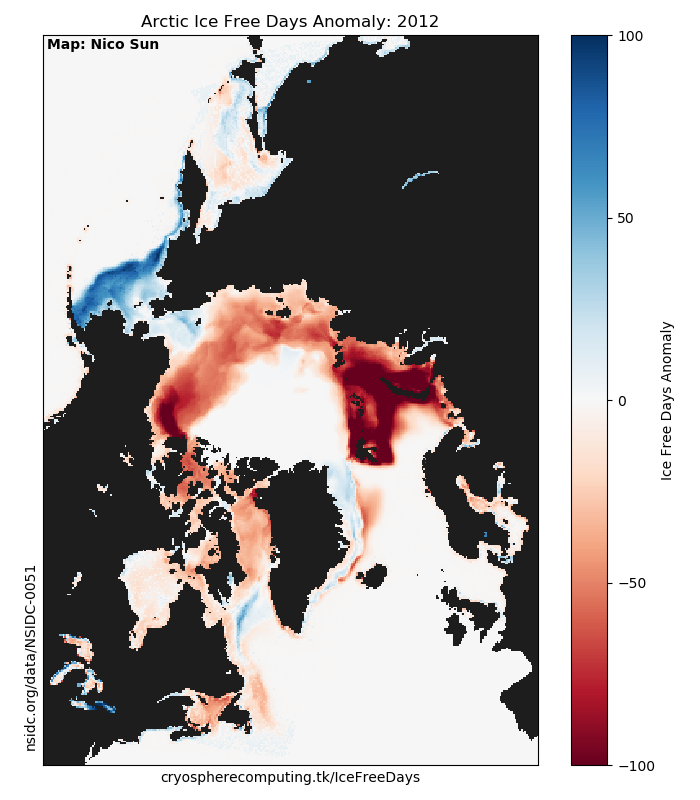 Arctic Ice Free Days Anomaly: 2012
Map: Nico Sun
nsidc.org/data/NSIDC-0051
cryospherecomputing.tk/IceFreeDays
100
50
0
−50
−100
Ice Free Days Anomaly